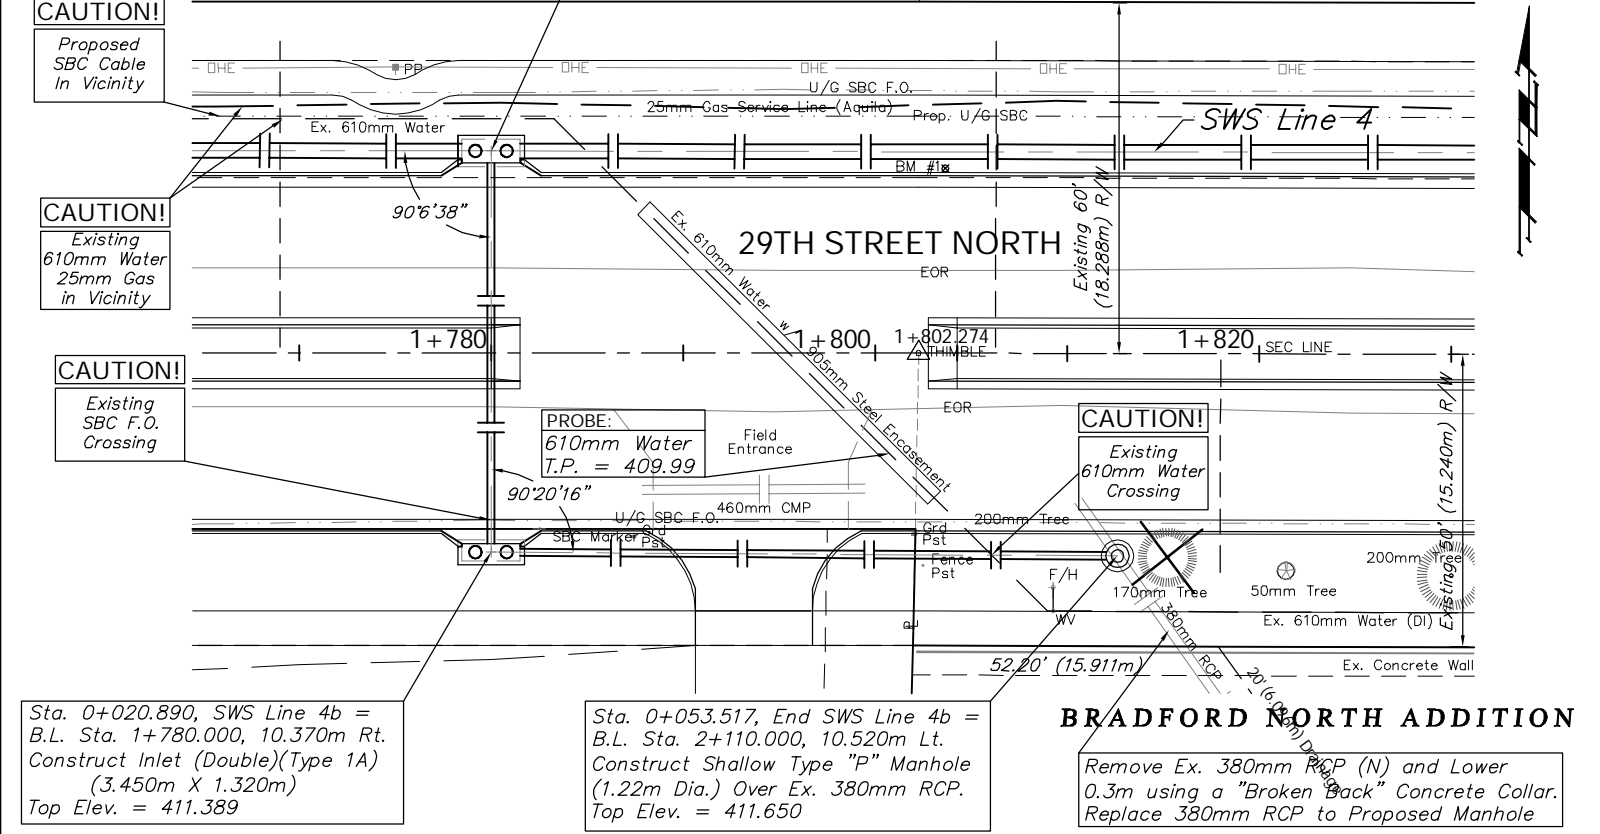 CAUTION!
Proposed
SBC Cable
In Vicinity
OHE
PP
OHE
OHE
OHE
OHE
U/G SBC F.O.
25mm Gas Service Line (Aquila)
Prop. U/G SBC
Ex. 610mm Water
SWS Line 4
BM #1
CAUTION!
Existing
610mm Water
25mm Gas
in Vicinity
90°6'38"
Ex. 610mm Water w/ 905mm Steel Encasement
29TH STREET NORTH
EOR
Existing 60'
(18.288m) R/W
1+780
1+800
1+802.274
THIMBLE
1+820
SEC LINE
CAUTION!
Existing
SBC F.O.
Crossing
PROBE:
610mm Water
T.P. = 409.99
Field
Entrance
EOR
CAUTION!
Existing
610mm Water
Crossing
Existing 50' (15.240m) R/W
90°20'16"
460mm CMP
U/G SBC F.O.
SBC Marker
Grd
Pst
Grd
Pst
Fence
Pst
200mm Tree
F/H
WV
170mm Tree
50mm Tree
200mm Tree
Ex. 610mm Water (DI)
PL
380mm RCP
52.20' (15.911m)
Ex. Concrete Wall
20' (6.096m) Drainage
BRADFORD NORTH ADDITION
Sta. 0+020.890, SWS Line 4b =
B.L. Sta. 1+780.000, 10.370m Rt.
Construct Inlet (Double)(Type 1A)
(3.450m X 1.320m)
Top Elev. = 411.389
Sta. 0+053.517, End SWS Line 4b =
B.L. Sta. 2+110.000, 10.520m Lt.
Construct Shallow Type "P" Manhole
(1.22m Dia.) Over Ex. 380mm RCP.
Top Elev. = 411.650
Remove Ex. 380mm RCP (N) and Lower
0.3m using a "Broken Back" Concrete Collar.
Replace 380mm RCP to Proposed Manhole